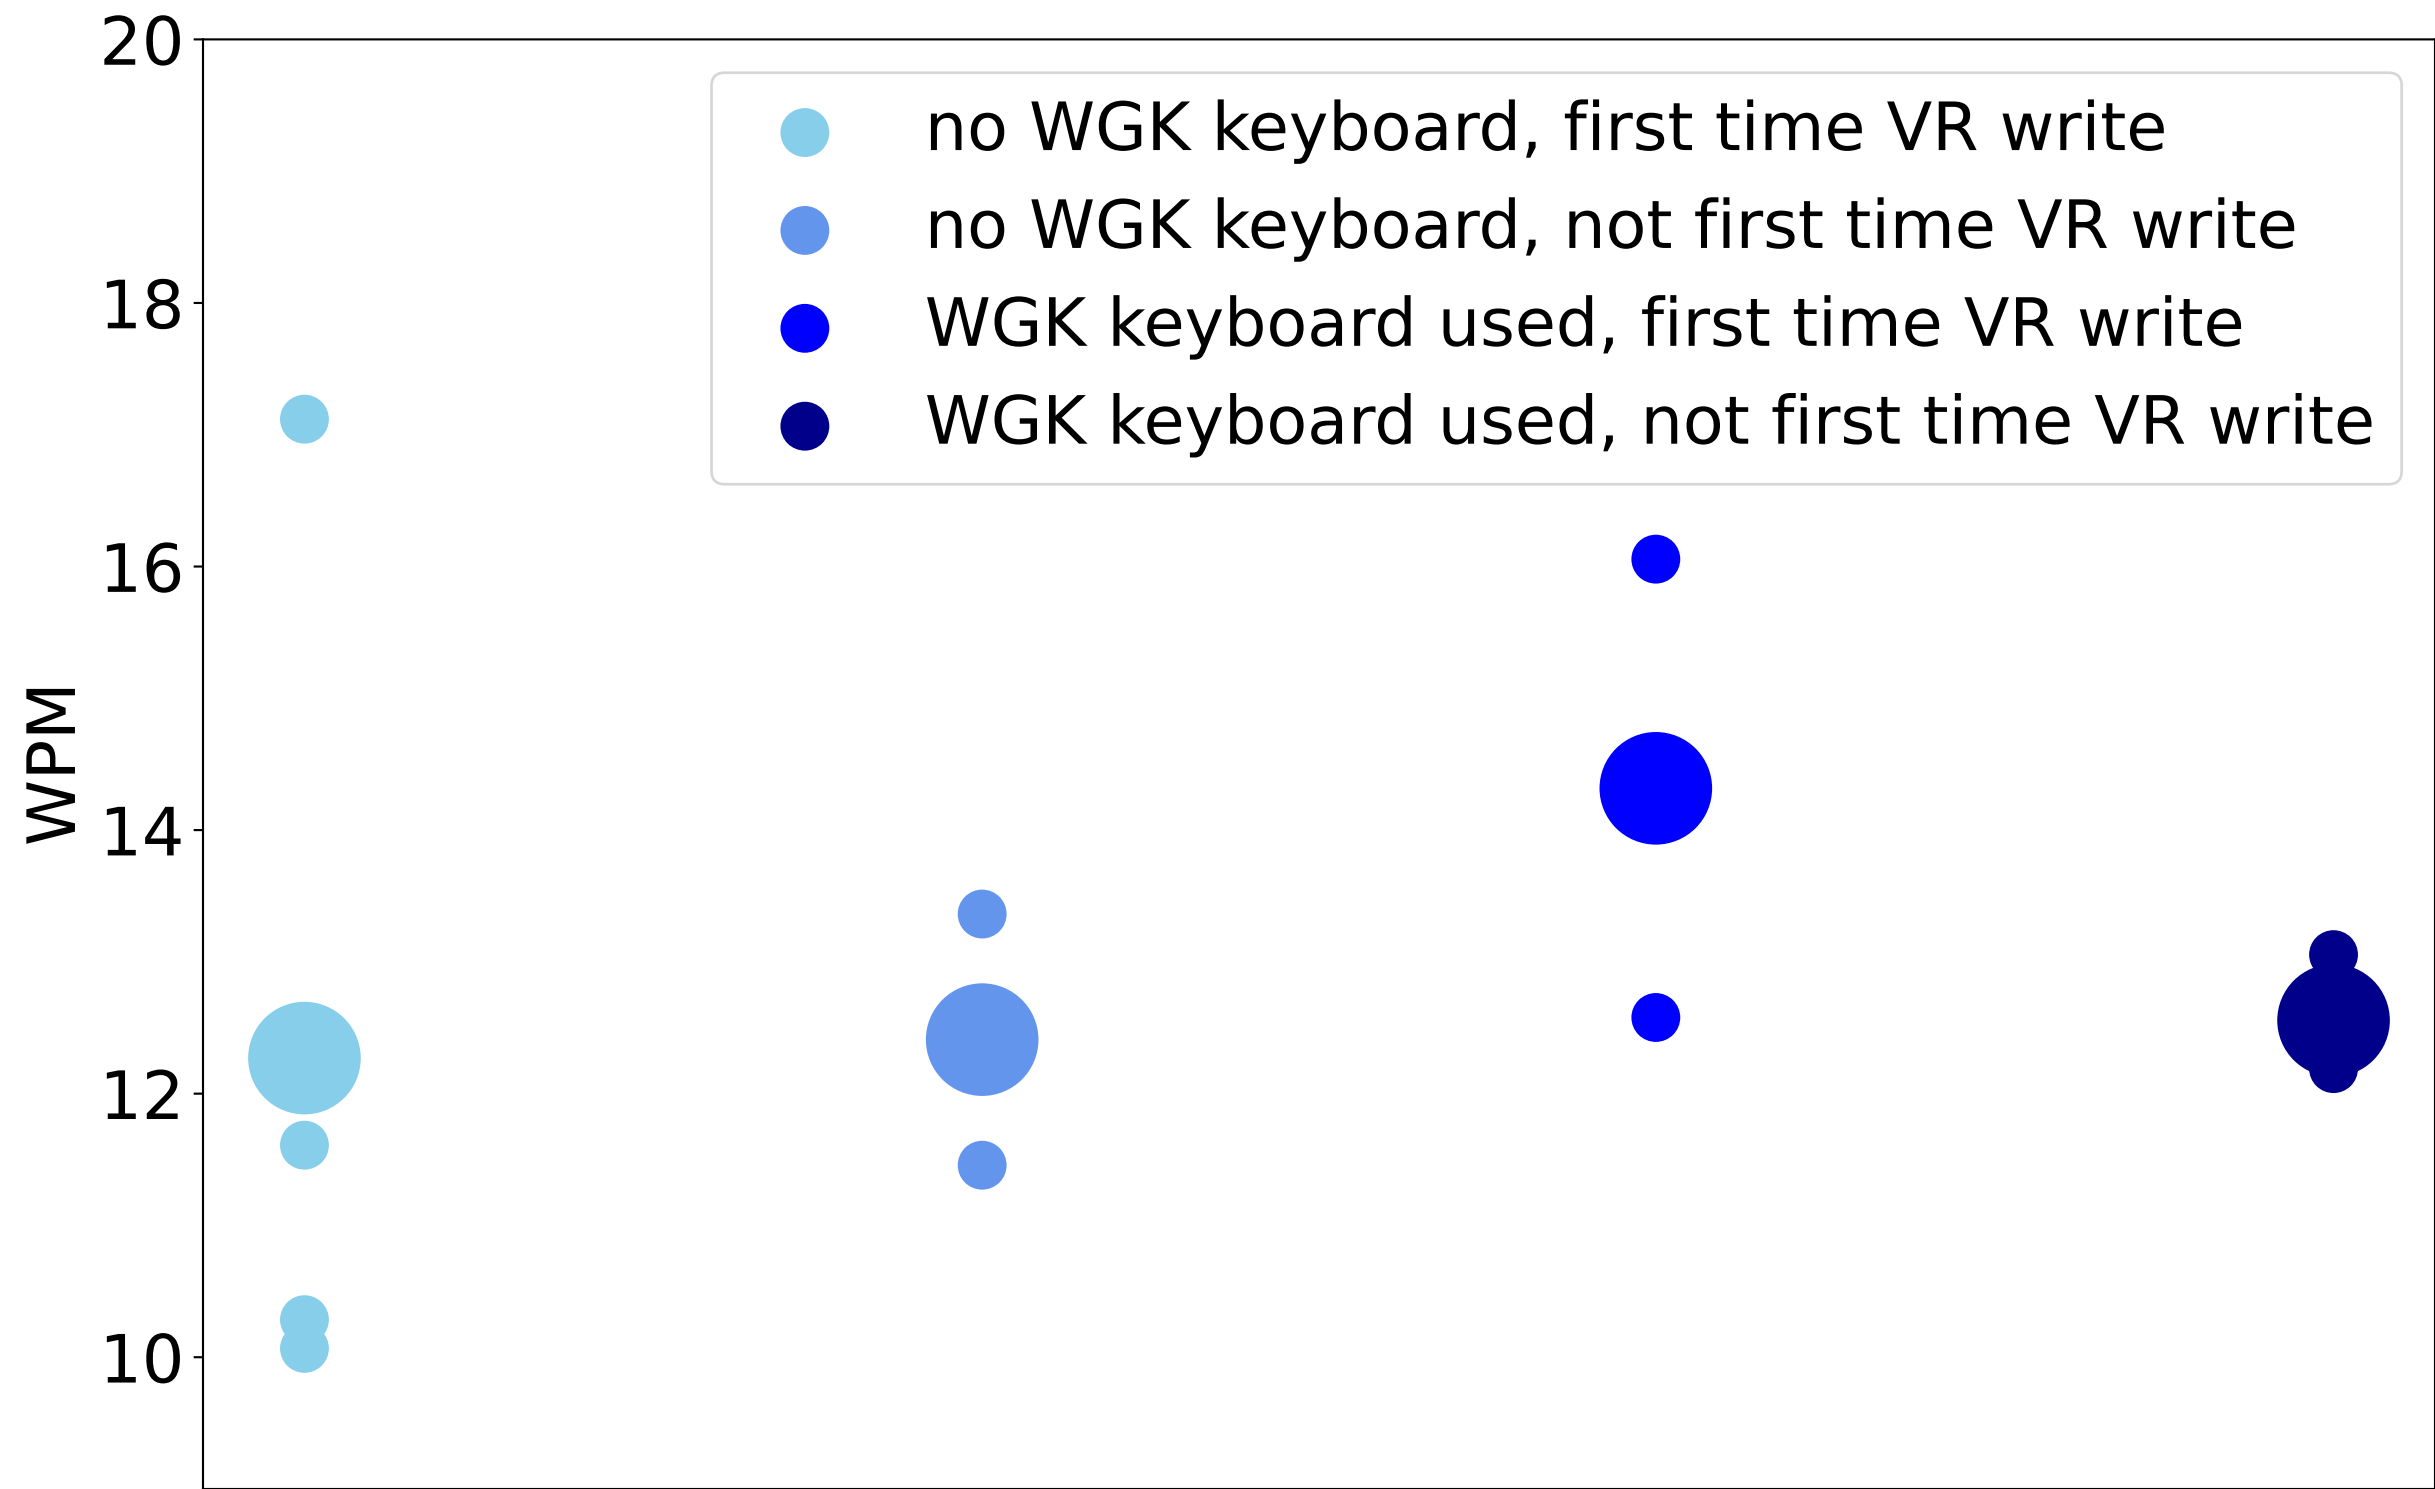 20
no WGK keyboard, first time VR write
no WGK keyboard, not first time VR write
WGK keyboard used, first time VR write
WGK keyboard used, not first time VR write
18
16
WPM
14
12
10